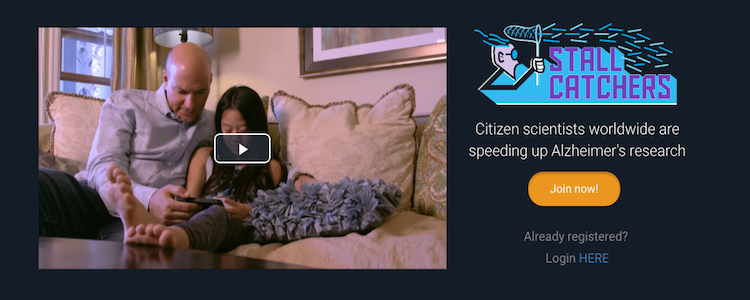 STALL
CATCHERS
Citizen scientists worldwide are
speeding up Alzheimer's research
Join now!
Already registered?
Login HERE